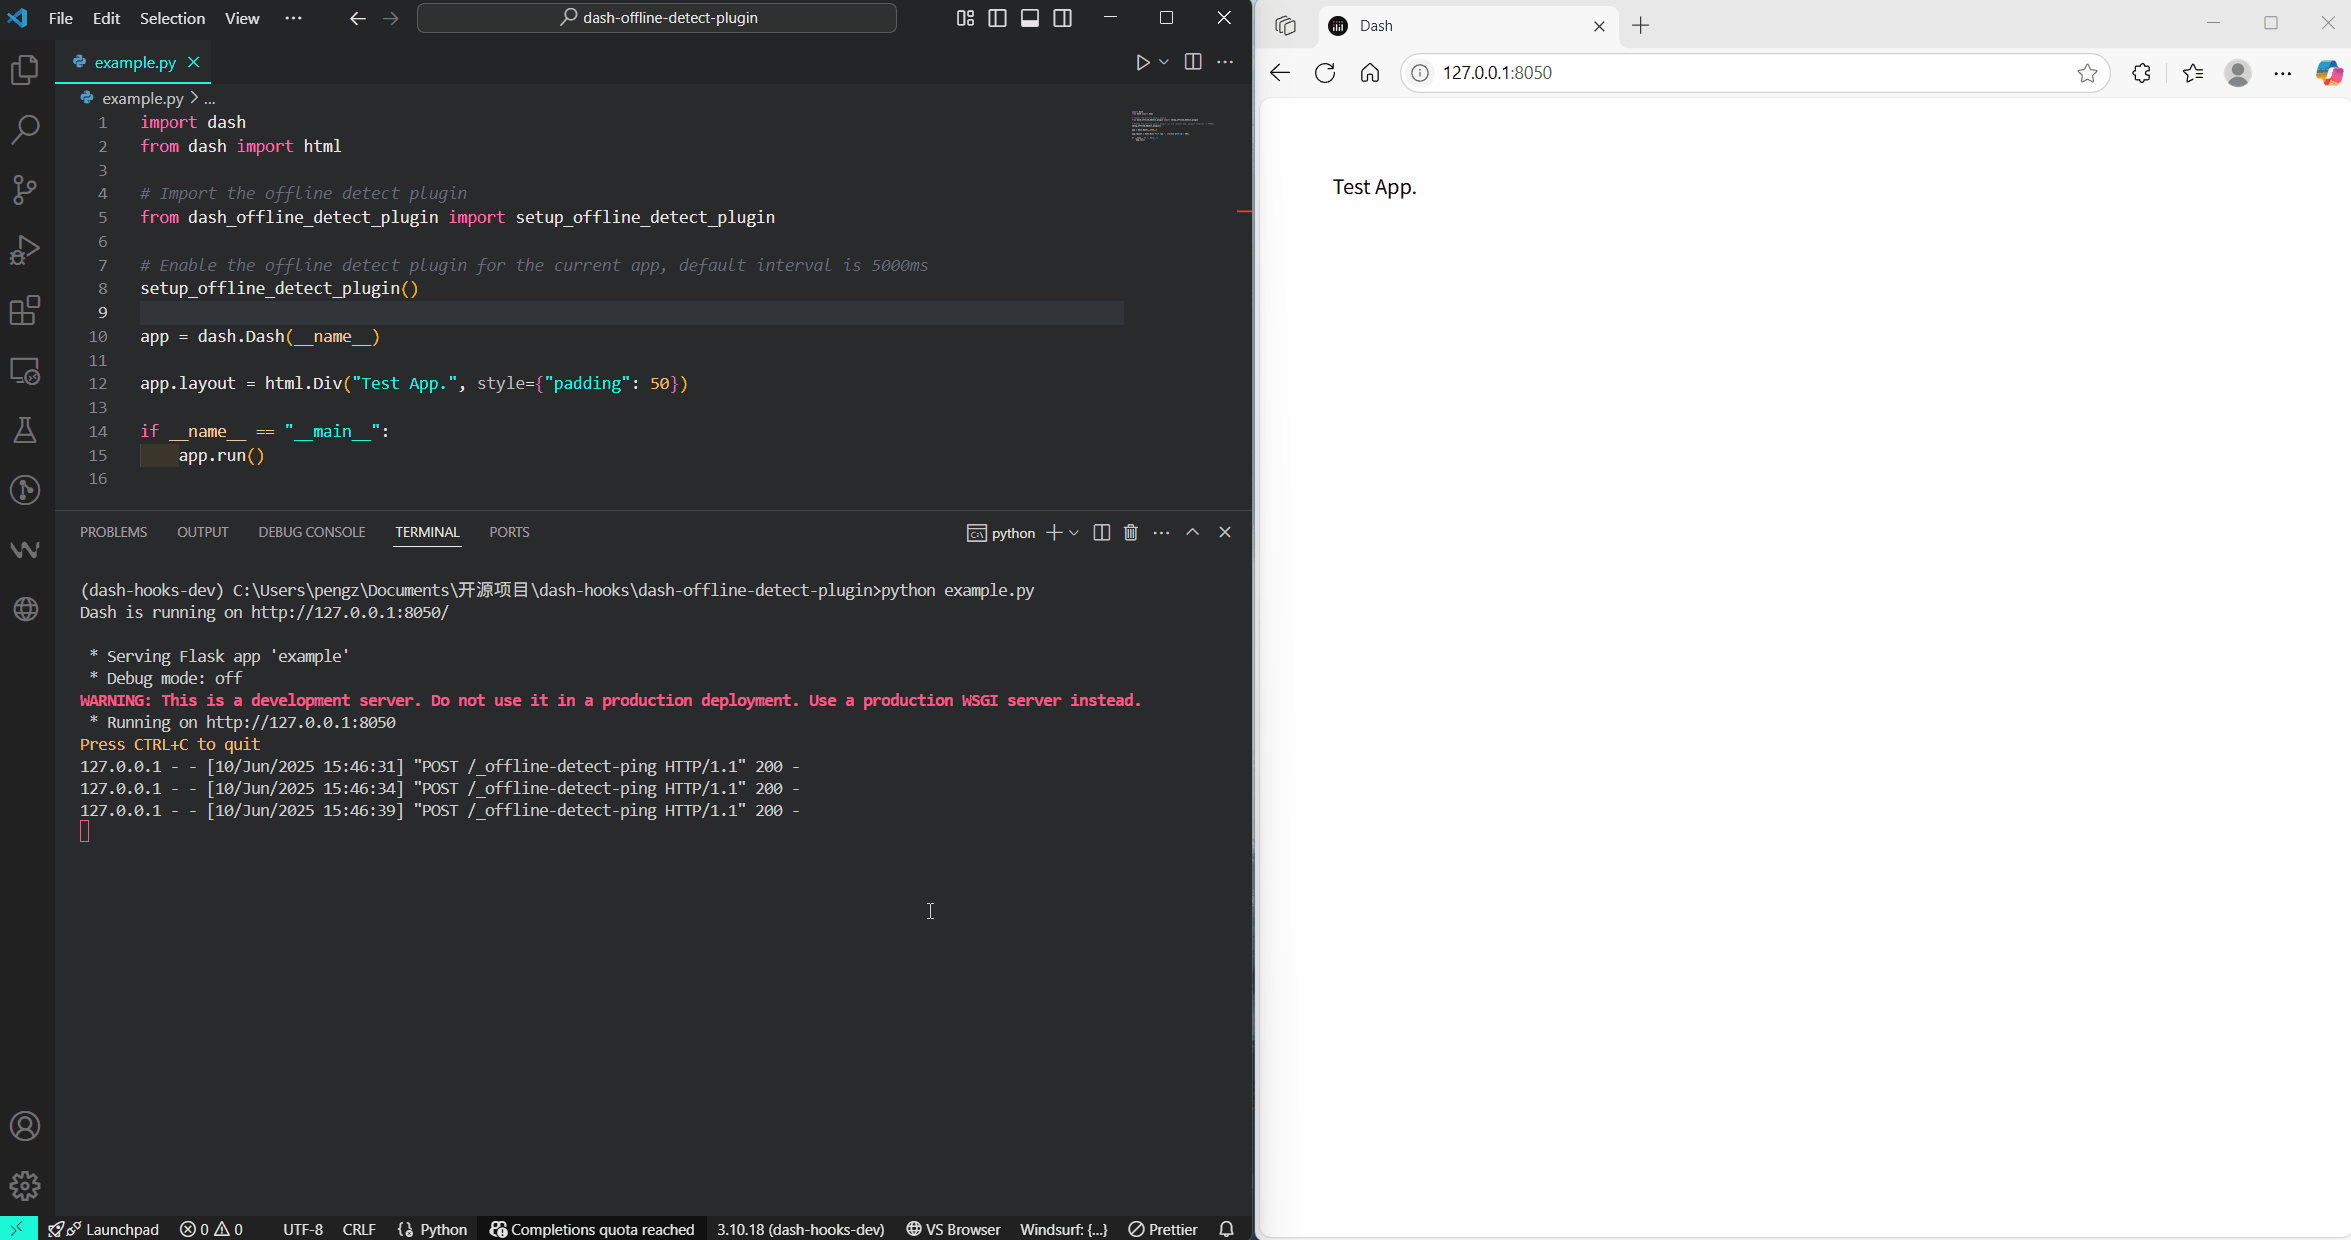 File Edit Selection View ··· dash-offline-detect-plugin
example.py
example.py > ...
1 import dash
2 from dash import html
3
4 # Import the offline detect plugin
5 from dash_offline_detect_plugin import setup_offline_detect_plugin
6
7 # Enable the offline detect plugin for the current app, default interval is 5000ms
8 setup_offline_detect_plugin()
9
10 app = dash.Dash(__name__)
11
12 app.layout = html.Div("Test App.", style={"padding": 50})
13
14 if __name__ == "__main__":
15 app.run()
16
PROBLEMS OUTPUT DEBUG CONSOLE TERMINAL PORTS python
(dash-hooks-dev) C:\Users\pengz\Documents\开源项目\dash-hooks\dash-offline-detect-plugin>python example.py
Dash is running on http://127.0.0.1:8050/
* Serving Flask app 'example'
* Debug mode: off
WARNING: This is a development server. Do not use it in a production deployment. Use a production WSGI server instead.
* Running on http://127.0.0.1:8050
Press CTRL+C to quit
127.0.0.1 - - [10/Jun/2025 15:46:31] "POST /_offline-detect-ping HTTP/1.1" 200 -
127.0.0.1 - - [10/Jun/2025 15:46:34] "POST /_offline-detect-ping HTTP/1.1" 200 -
127.0.0.1 - - [10/Jun/2025 15:46:39] "POST /_offline-detect-ping HTTP/1.1" 200 -
Launchpad 0 0 UTF-8 CRLF Python Completions quota reached 3.10.18 (dash-hooks-dev) VS Browser Windsurf: {...} Prettier
Dash
127.0.0.1:8050
Test App.